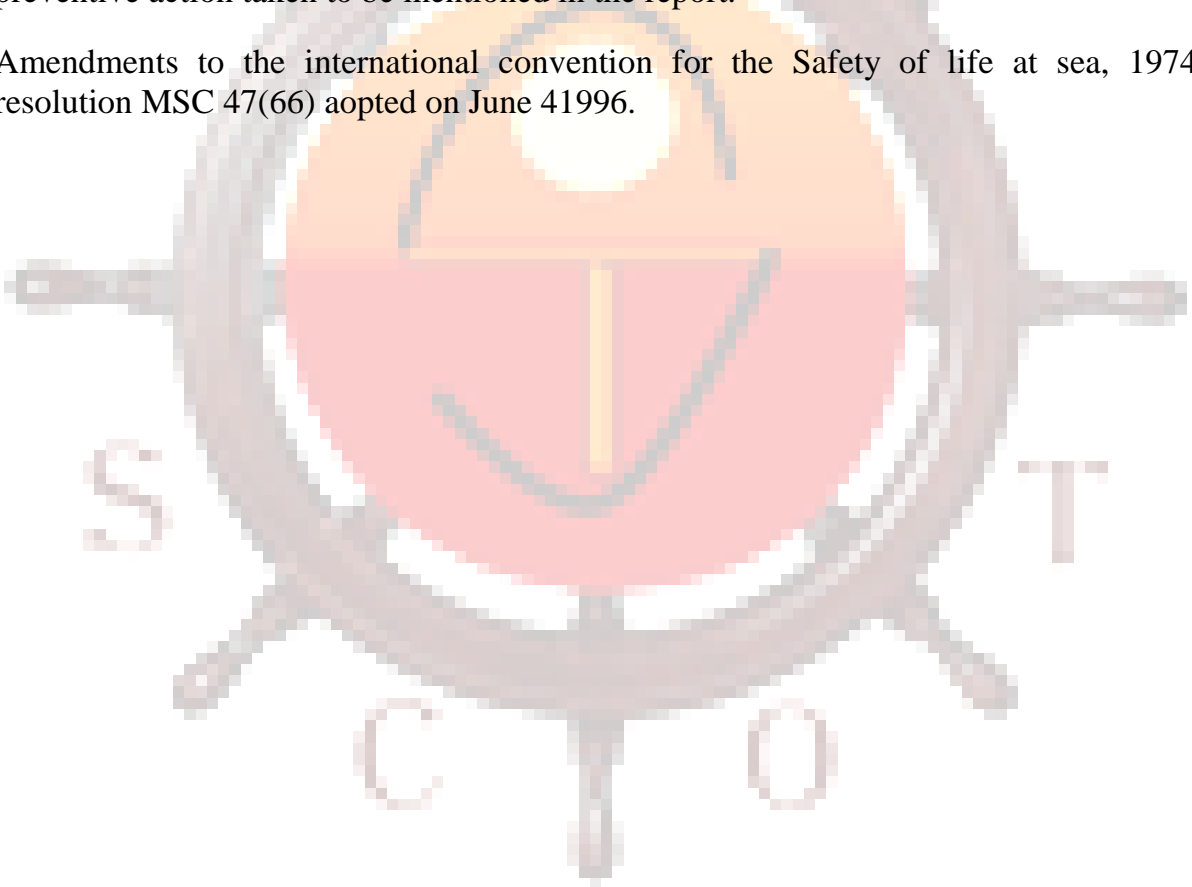 preventive action taken to be mentioned in the report.
Amendments to the international convention for the Safety of life at sea, 1974
resolution MSC 47(66) aopted on June 41996.
S T
C O